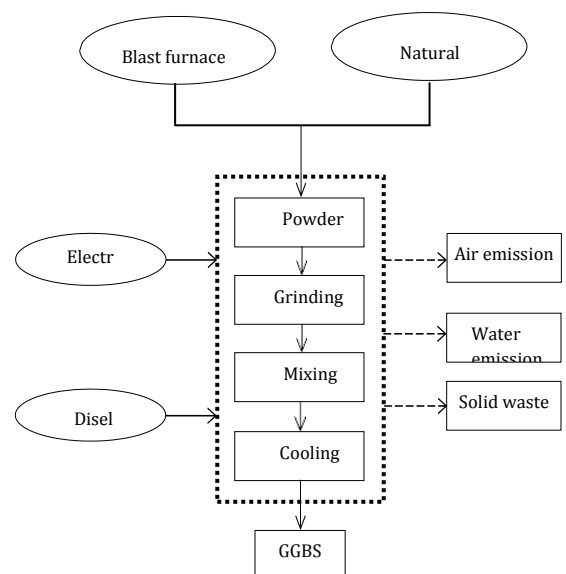 Blast furnace
Natural
Powder
Electr
Air emission
Grinding
Water
emission
Mixing
Solid waste
Disel
Cooling
GGBS